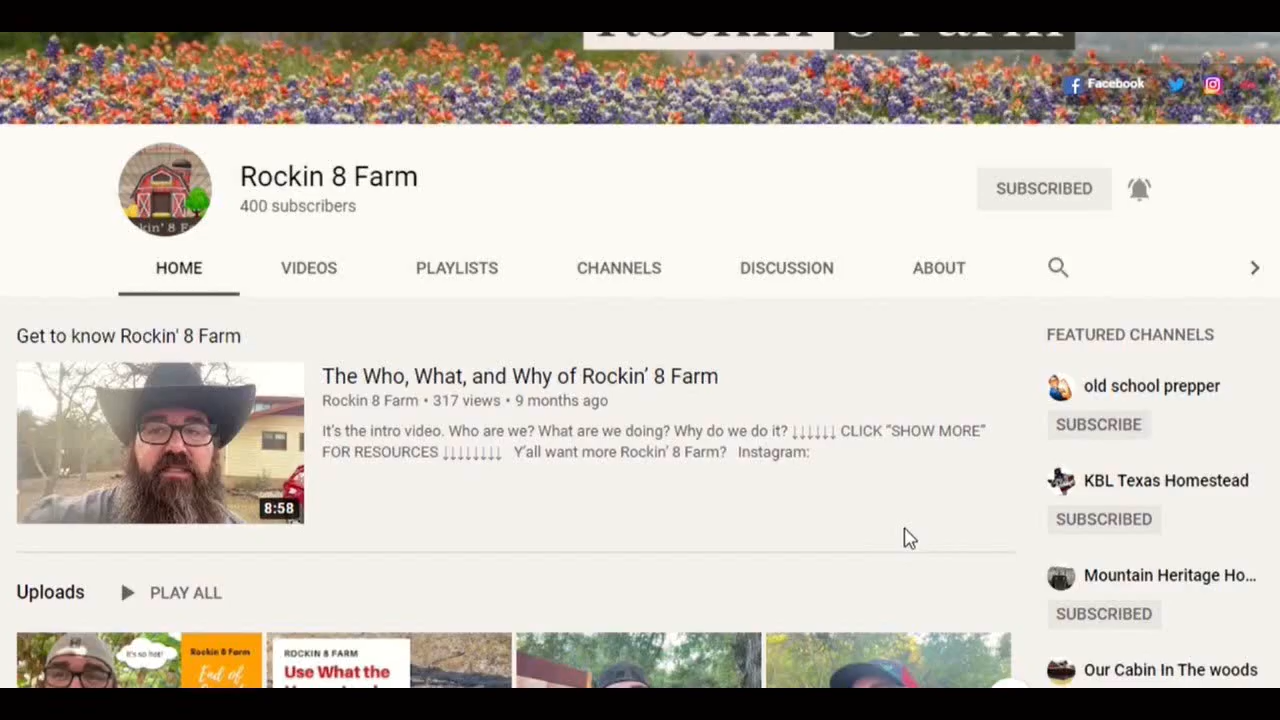 Rockin' 8 Farm
Facebook
Rockin 8 Farm
400 subscribers
SUBSCRIBED
HOME
VIDEOS
PLAYLISTS
CHANNELS
DISCUSSION
ABOUT
Get to know Rockin' 8 Farm
The Who, What, and Why of Rockin’ 8 Farm
Rockin 8 Farm • 317 views • 9 months ago
It’s the intro video. Who are we? What are we doing? Why do we do it? ↓↓↓↓↓↓ CLICK “SHOW MORE”
FOR RESOURCES ↓↓↓↓↓↓↓↓ Y’all want more Rockin’ 8 Farm? Instagram:
8:58
Uploads
PLAY ALL
It's so hot!
Rockin 8 Farm
End of
ROCKIN 8 FARM
Use What the
FEATURED CHANNELS
old school prepper
SUBSCRIBE
KBL Texas Homestead
SUBSCRIBED
Mountain Heritage Ho...
SUBSCRIBED
Our Cabin In The woods